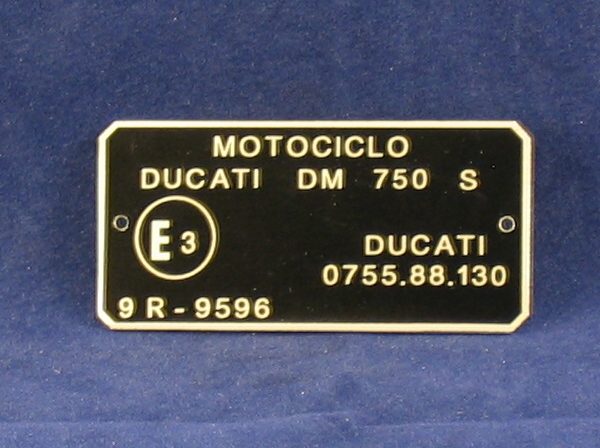 MOTOCICLO
DUCATI DM 750 S
E 3
DUCATI
0755.88.130
9 R - 9596